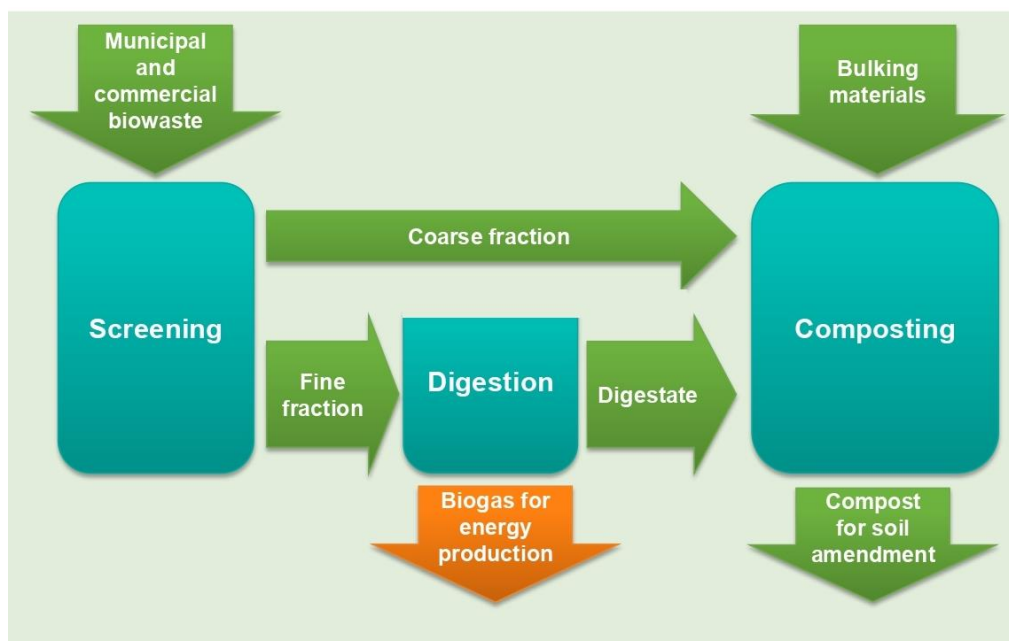 Municipal
and
commercial
biowaste
Bulking
materials
Coarse fraction
Screening
Composting
Fine
fraction
Digestion
Digestate
Biogas for
energy
production
Compost
for soil
amendment